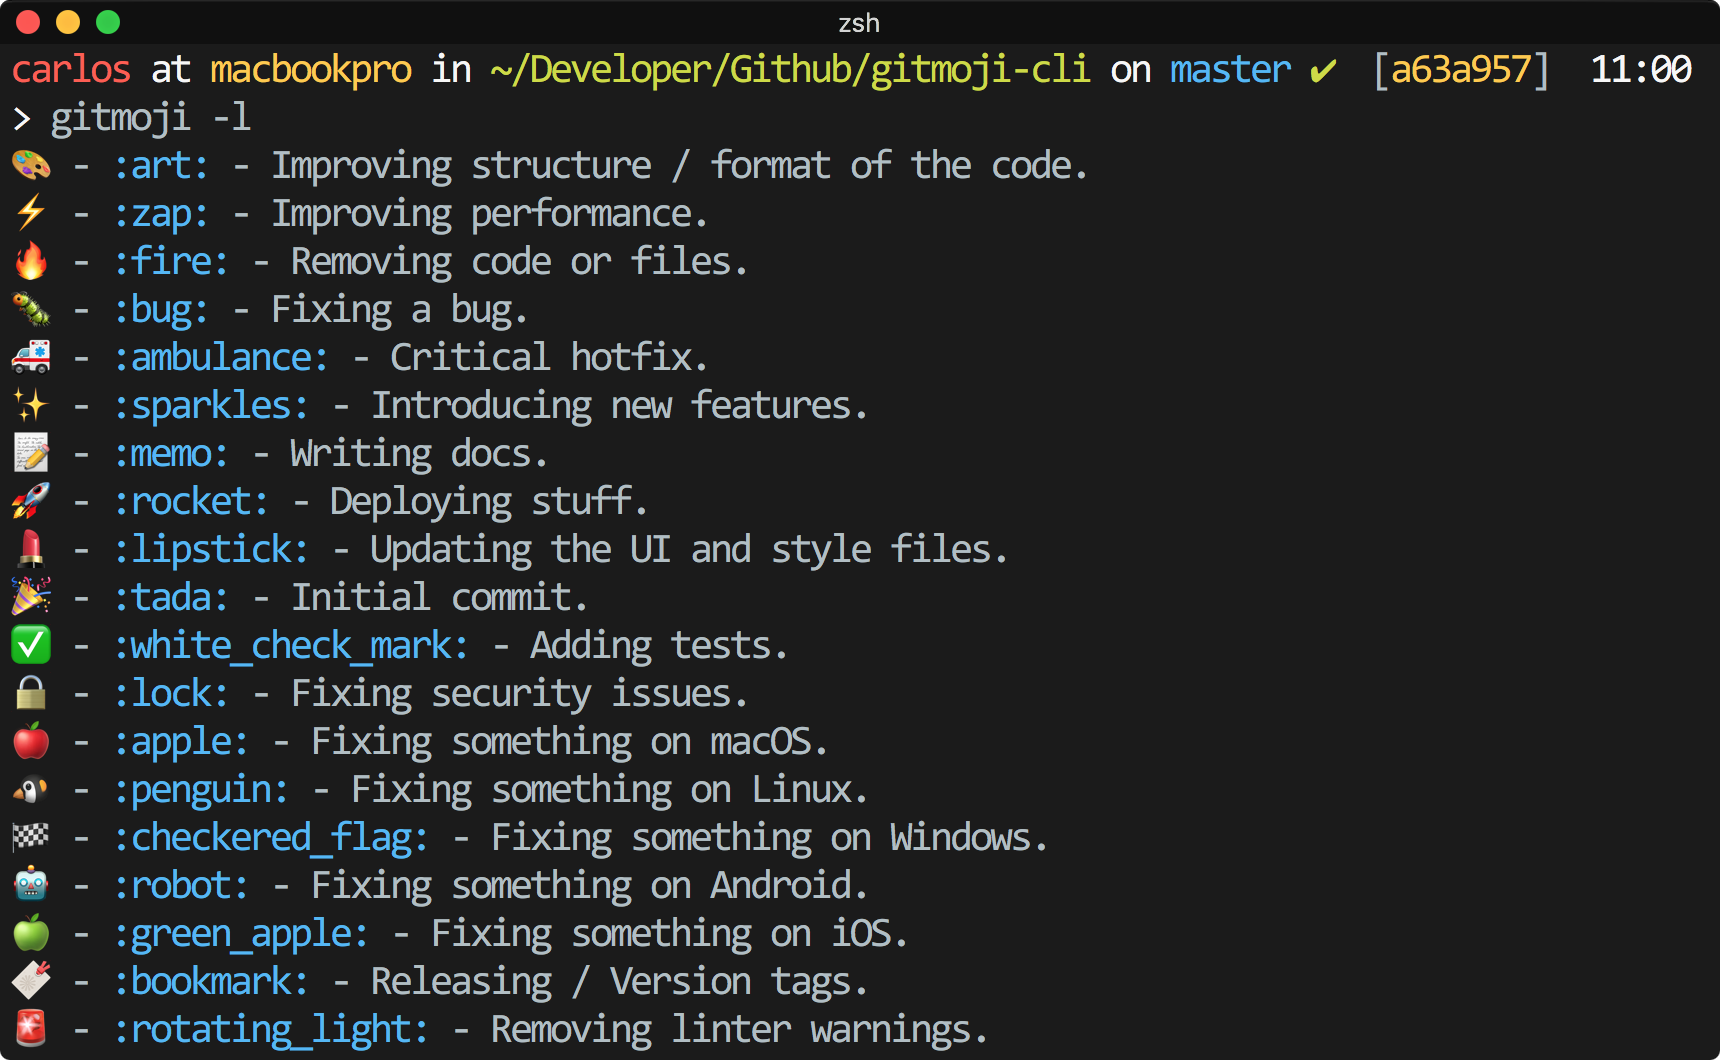 zsh
carlos at macbookpro in ~/Developer/Github/gitmoji-cli on master ✔ [a63a957] 11:00
> gitmoji -l
🎨 - :art: - Improving structure / format of the code.
⚡ - :zap: - Improving performance.
🔥 - :fire: - Removing code or files.
🐛 - :bug: - Fixing a bug.
🚑 - :ambulance: - Critical hotfix.
✨ - :sparkles: - Introducing new features.
📝 - :memo: - Writing docs.
🚀 - :rocket: - Deploying stuff.
💄 - :lipstick: - Updating the UI and style files.
🎉 - :tada: - Initial commit.
✅ - :white_check_mark: - Adding tests.
🔒 - :lock: - Fixing security issues.
🍎 - :apple: - Fixing something on macOS.
🐧 - :penguin: - Fixing something on Linux.
🏁 - :checkered_flag: - Fixing something on Windows.
🤖 - :robot: - Fixing something on Android.
🍏 - :green_apple: - Fixing something on iOS.
🔖 - :bookmark: - Releasing / Version tags.
🚨 - :rotating_light: - Removing linter warnings.